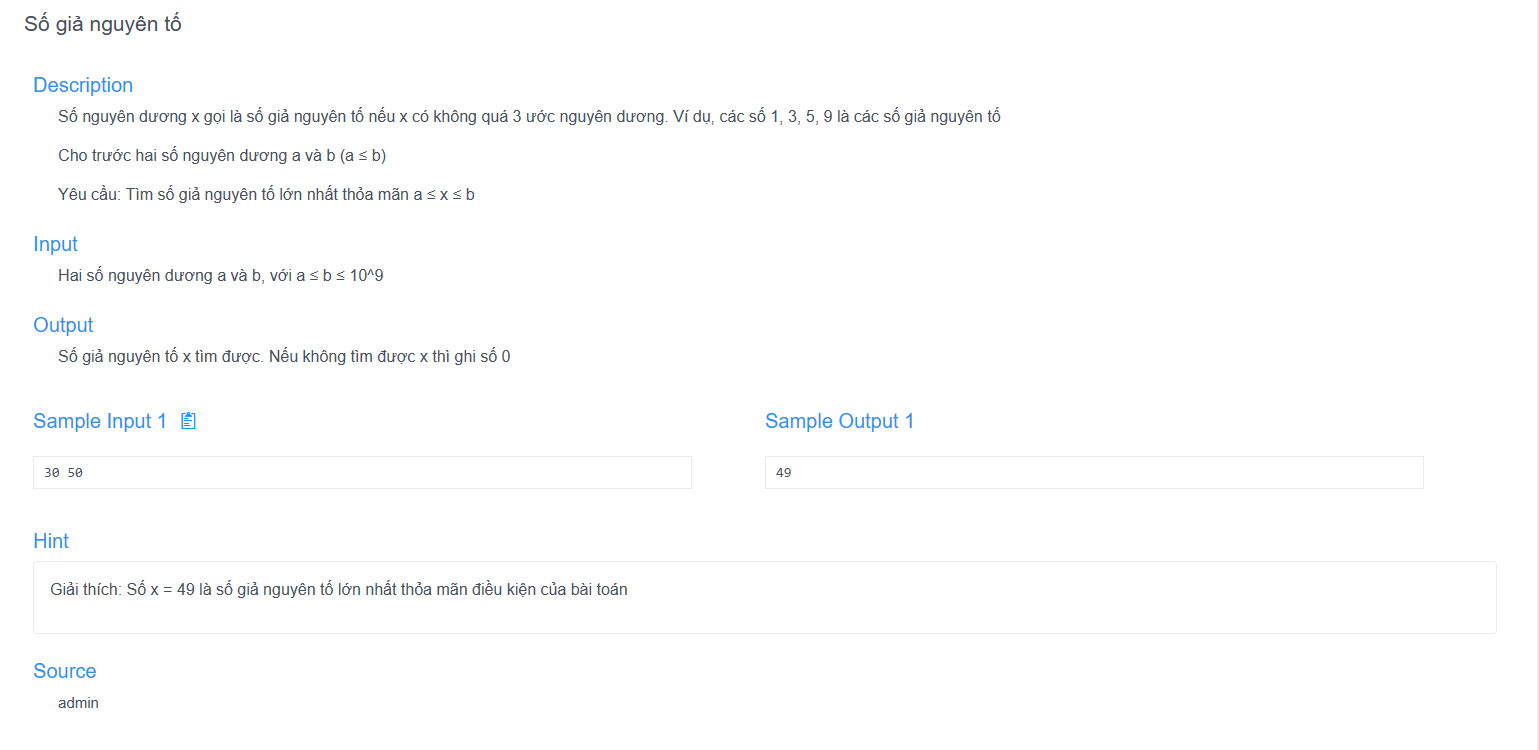 Số giả nguyên tố
Description
Số nguyên dương x gọi là số giả nguyên tố nếu x có không quá 3 ước nguyên dương. Ví dụ, các số 1, 3, 5, 9 là các số giả nguyên tố
Cho trước hai số nguyên dương a và b (a ≤ b)
Yêu cầu: Tìm số giả nguyên tố lớn nhất thỏa mãn a ≤ x ≤ b
Input
Hai số nguyên dương a và b, với a ≤ b ≤ 10^9
Output
Số giả nguyên tố x tìm được. Nếu không tìm được x thì ghi số 0
Sample Input 1
Sample Output 1
30 50
49
Hint
Giải thích: Số x = 49 là số giả nguyên tố lớn nhất thỏa mãn điều kiện của bài toán
Source
admin